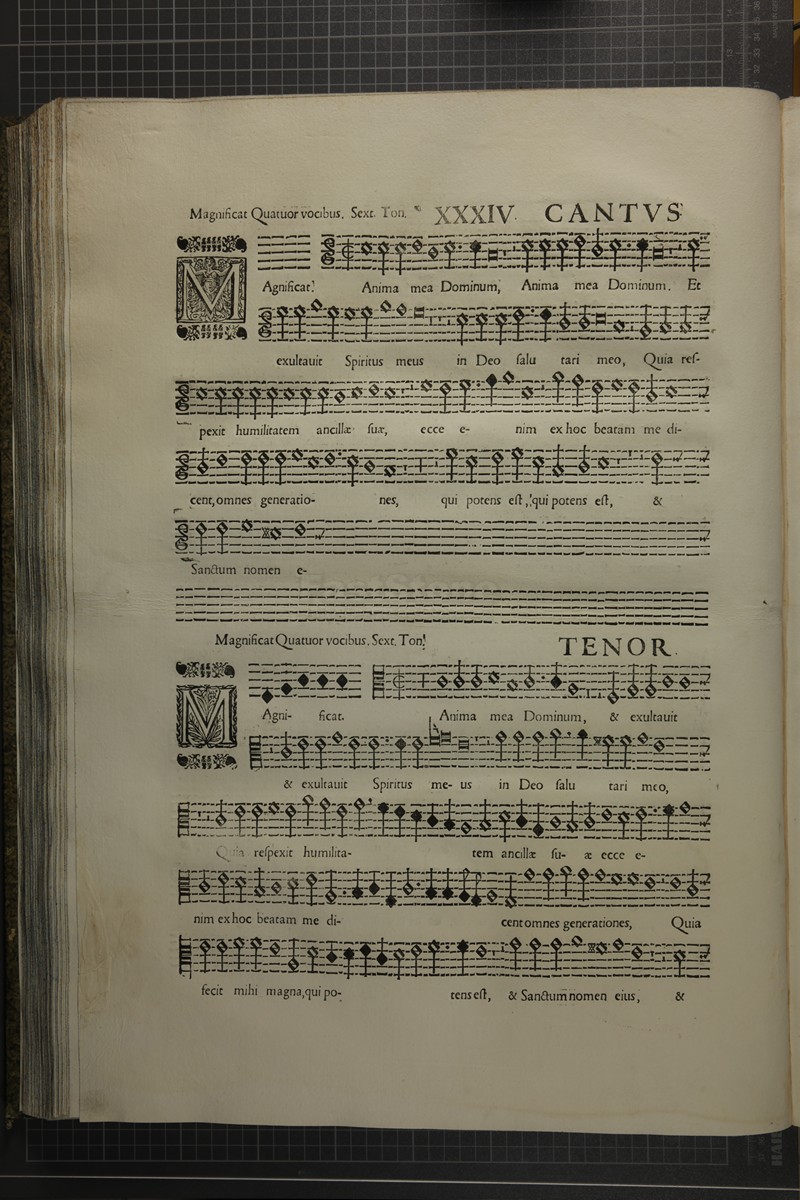 Magnificat Quatuor vocibus. Sext. Ton. XXXIV. CANTVS
MAgnificat! Anima mea Dominum, Anima mea Dominum. Et
exultauit Spiritus meus in Deo salu tari meo, Quia ref-
pexit humilitatem ancillæ suæ, ecce e- nim ex hoc beatam me di-
cent, omnes generatio- nes, qui potens eſt, qui potens eſt, &
Sanctum nomen e-
Magnificat Quatuor vocibus. Sext. Ton! TENOR.
MAgni- ficat. Anima mea Dominum, & exultauit
& exultauit Spiritus me- us in Deo ſalu tari meo,
Quia reſpexit humilita- tem ancillæ ſu- æ ecce e-
nim ex hoc beatam me di- cent omnes generationes, Quia
fecit mihi magna, qui po- tens eſt, & Sanctum nomen eius, &